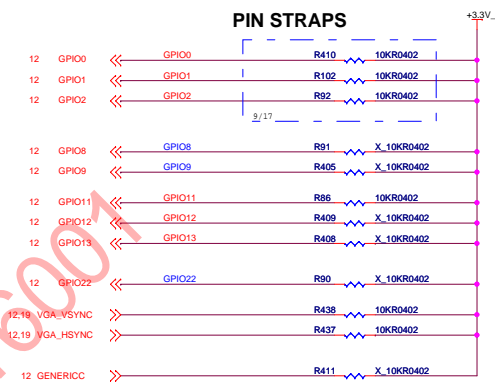 PIN STRAPS
+3.3V_
12 GPIO0 GPIO0 R410 10KR0402
12 GPIO1 GPIO1 R102 10KR0402
12 GPIO2 GPIO2 R92 10KR0402
9/17
12 GPIO8 GPIO8 R91 X_10KR0402
12 GPIO9 GPIO9 R405 X_10KR0402
12 GPIO11 GPIO11 R86 10KR0402
12 GPIO12 GPIO12 R409 X_10KR0402
12 GPIO13 GPIO13 R408 X_10KR0402
12 GPIO22 GPIO22 R90 X_10KR0402
12,19 VGA_VSYNC R438 10KR0402
12,19 VGA_HSYNC R437 10KR0402
12 GENERICC R411 X_10KR0402
6001